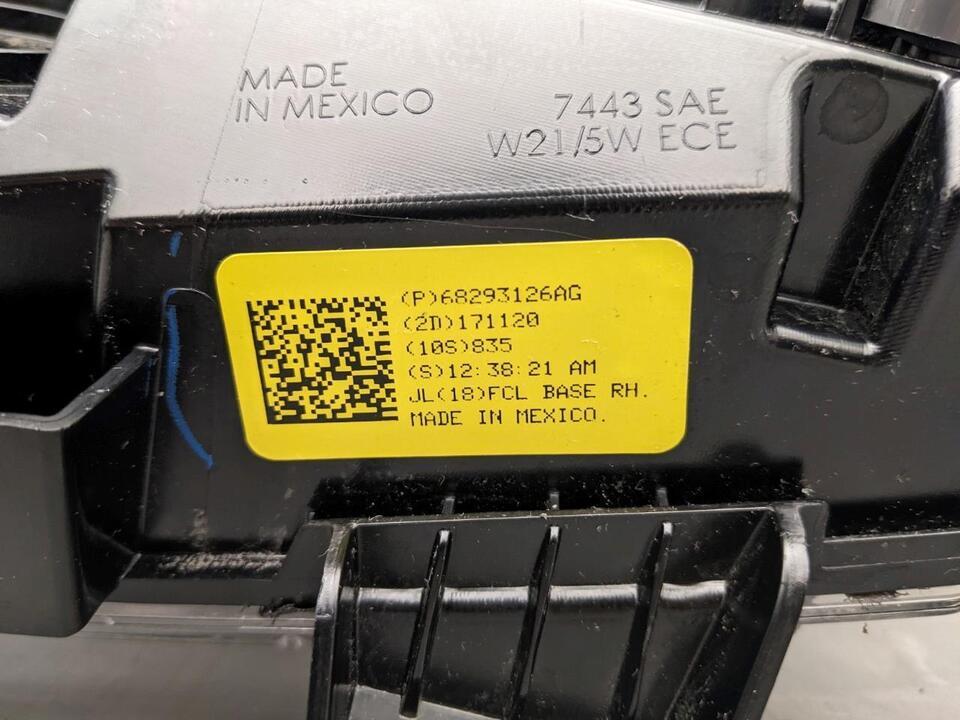 MADE
IN MEXICO
7443 SAE
W21/5W ECE
(P)68293126AG
(2D)171120
(10S)835
(S)12:38:21 AM
JL(18)FCL BASE RH.
MADE IN MEXICO.